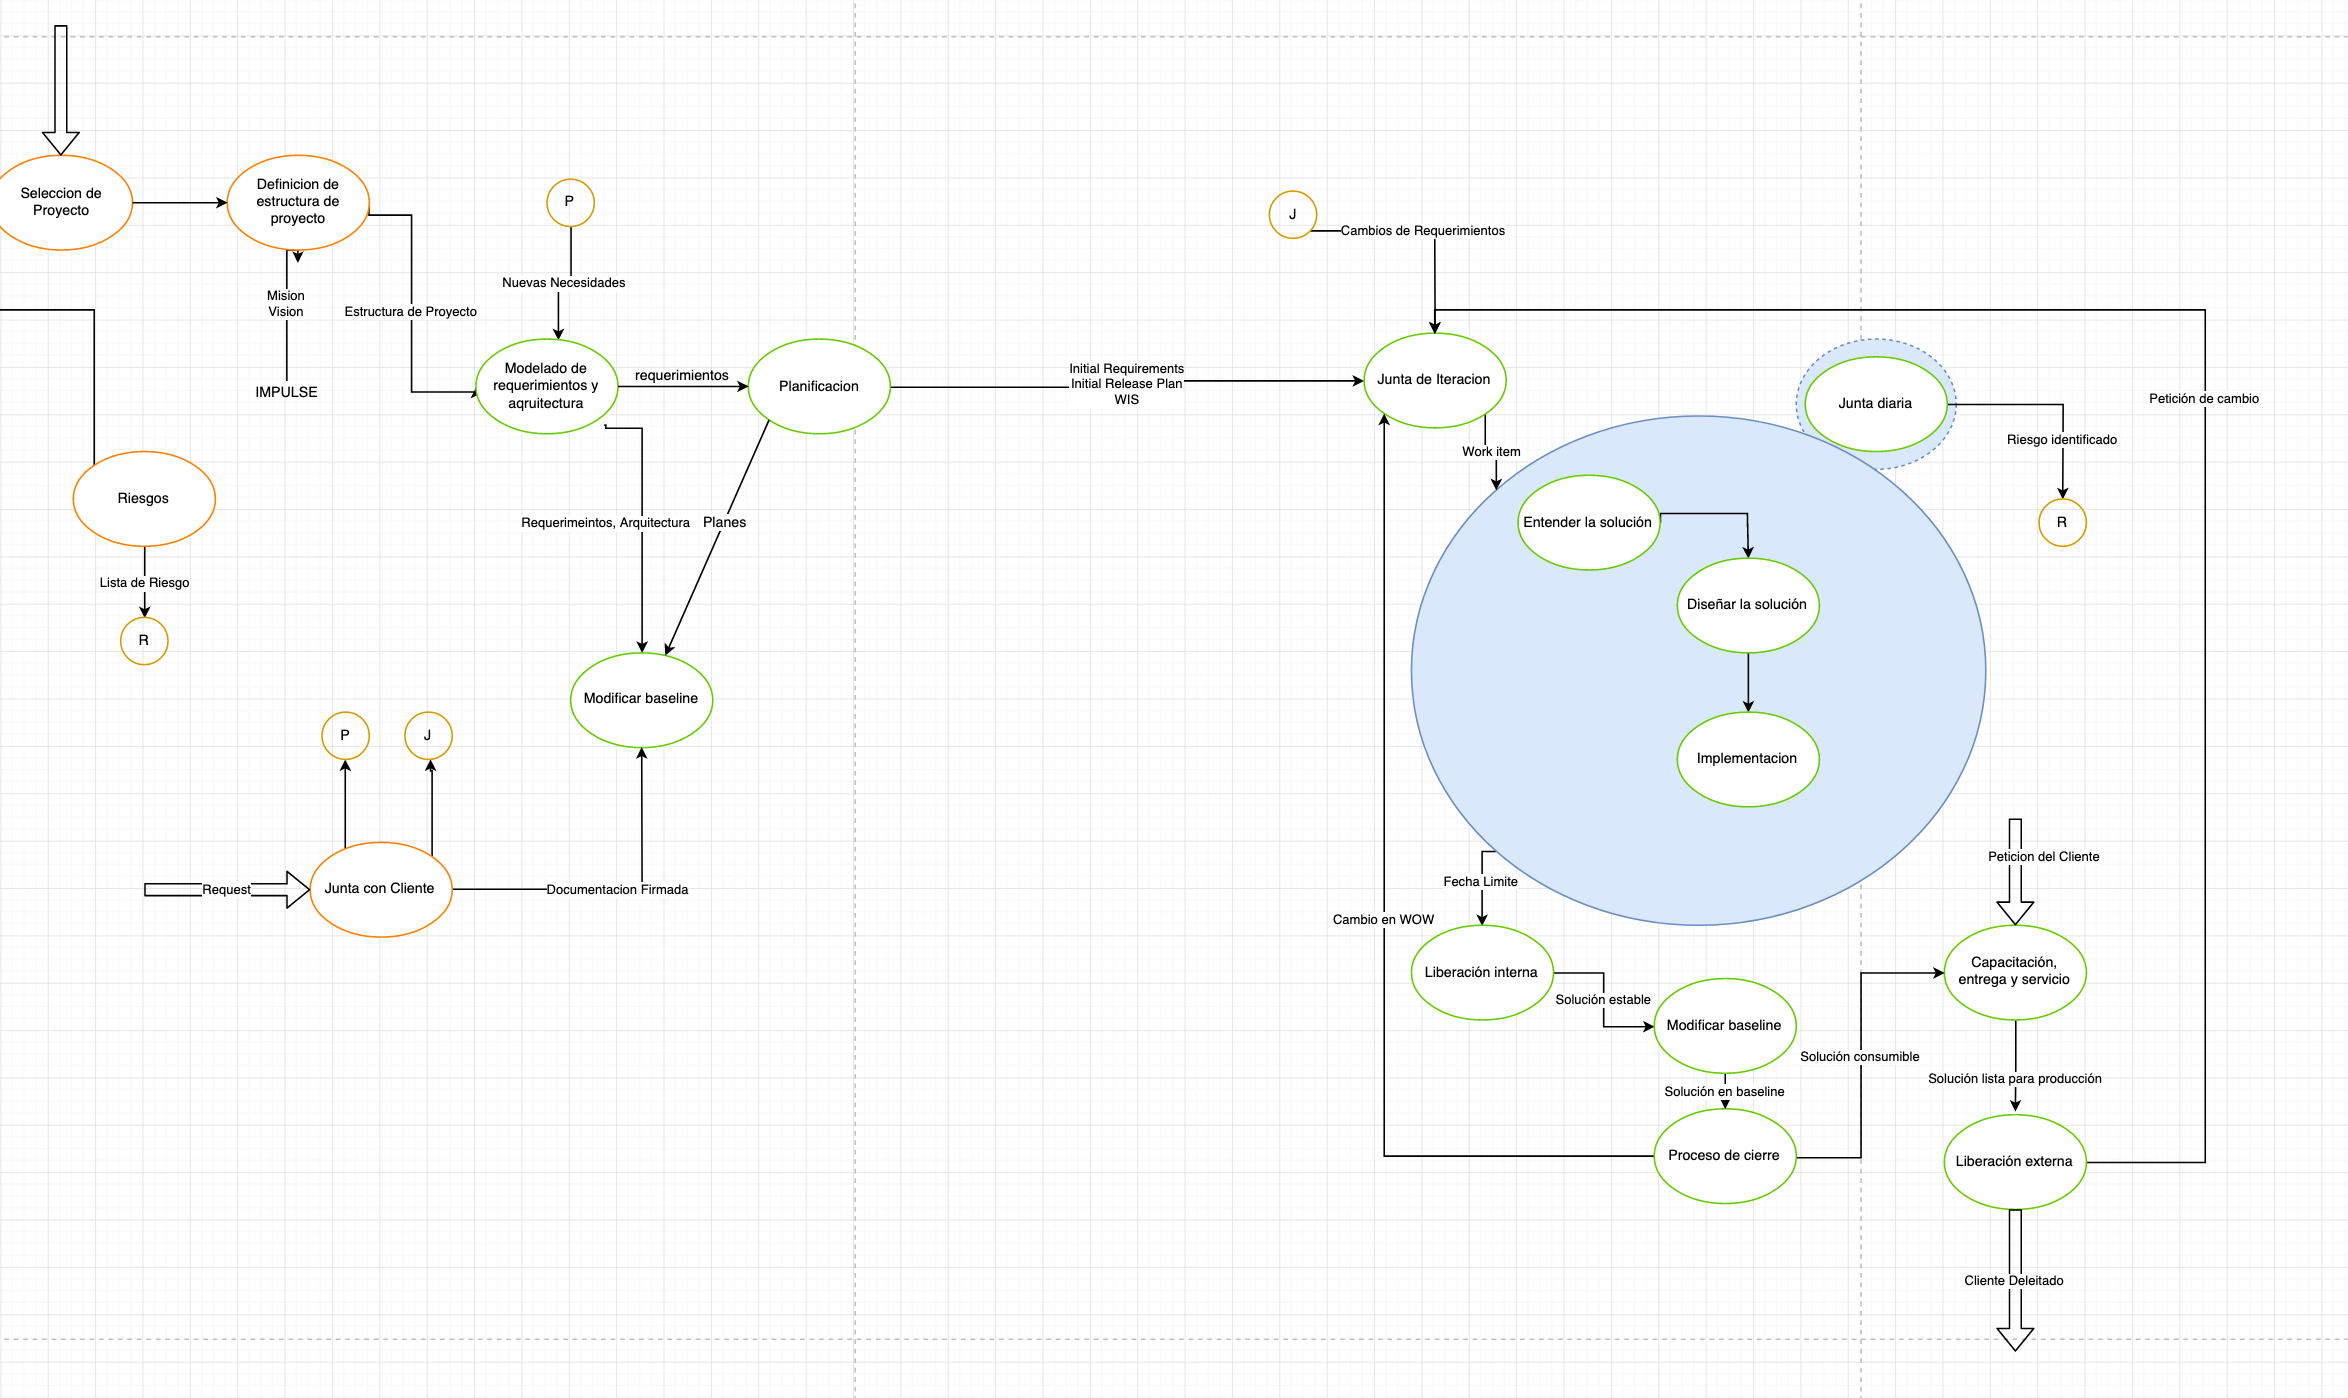 Seleccion de
Proyecto
Definicion de
estructura de
proyecto
P
J
Cambios de Requerimientos
Nuevas Necesidades
Mision
Vision
Estructura de Proyecto
IMPULSE
Modelado de
requerimientos y
aqruitectura
requerimientos
Planificacion
Initial Requirements
Initial Release Plan
WIS
Junta de Iteracion
Junta diaria
Petición de cambio
Riesgo identificado
Work item
Riesgos
Requerimeintos, Arquitectura
Planes
Entender la solución
R
Lista de Riesgo
Diseñar la solución
R
Modificar baseline
P
J
Implementacion
Request
Junta con Cliente
Documentacion Firmada
Peticion del Cliente
Fecha Limite
Cambio en WOW
Liberación interna
Capacitación,
entrega y servicio
Solución estable
Modificar baseline
Solución consumible
Solución lista para producción
Solución en baseline
Proceso de cierre
Liberación externa
Cliente Deleitado